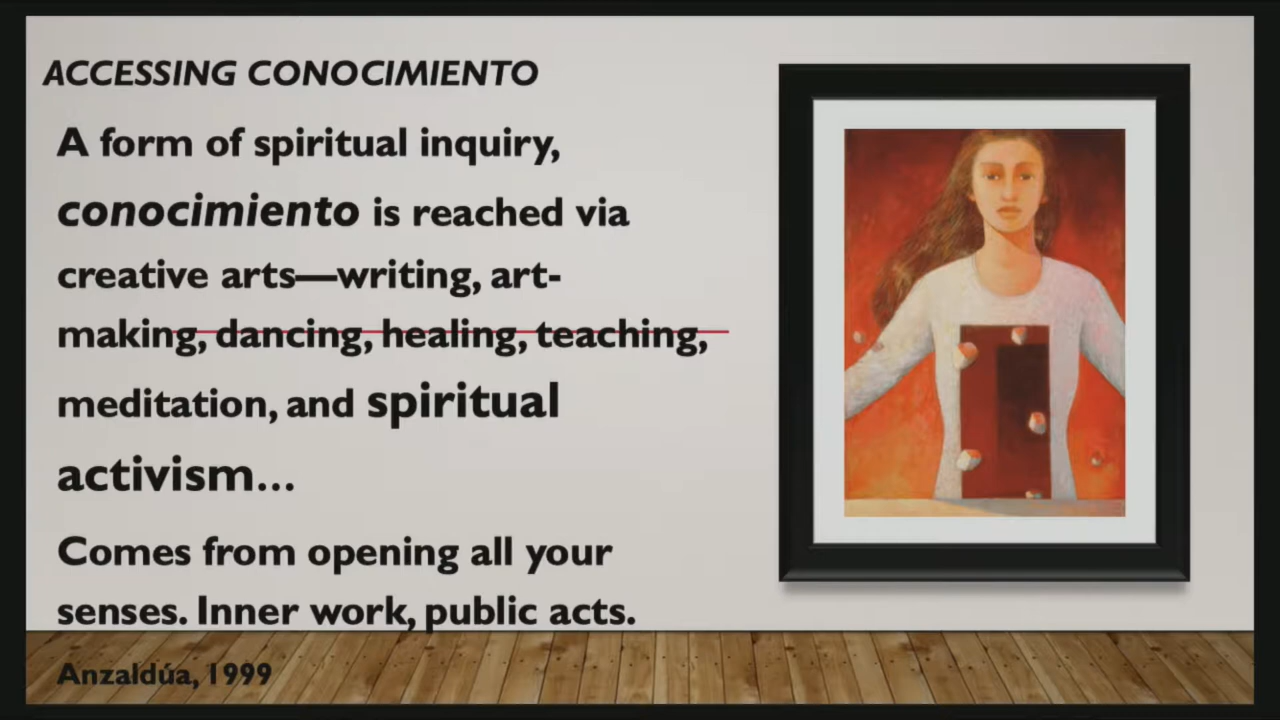 ACCESSING CONOCIMIENTO
A form of spiritual inquiry,
conocimiento is reached via
creative arts—writing, art-
making, dancing, healing, teaching,
meditation, and spiritual
activism...
Comes from opening all your
senses. Inner work, public acts.
Anzaldúa, 1999